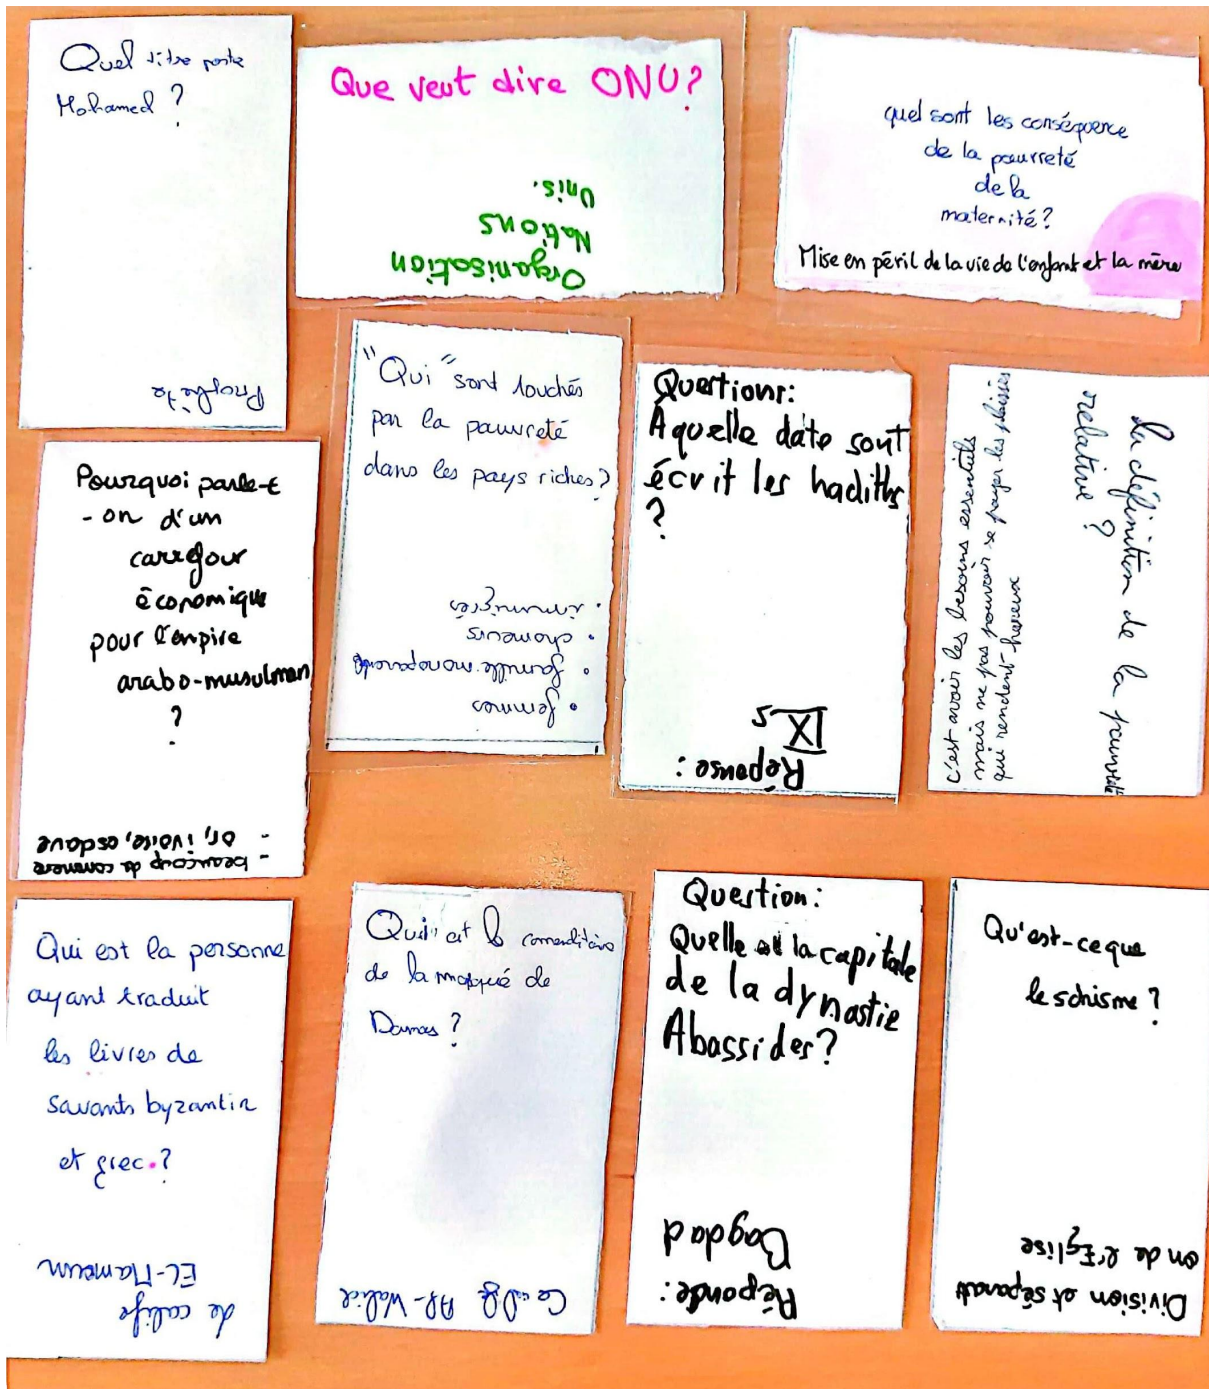 Quel titre porte
Mohamed ?
Prophète
Que veut dire ONU?
Organisation
Nations
Unis.
quel sont les conséquence
de la pauvreté
de la
maternité?
Mise en péril de la vie de l'enfant et la mère
Pourquoi parle-t
-on d'un
carrefour
économique
pour l'empire
arabo-musulman
?
- beaucoup de commerce
- or, ivoire, esclave
"Qui" sont touchés
par la pauvreté
dans les pays riches?
• femmes
• famille monoparentale
• chomeurs
• immigrés
Questions:
À quelle date sont
écrit les hadiths
?
Réponse :
IX s
La définition de la pauvreté
relative ?
c'est avoir les besoins essentiels
mais ne pas pouvoir se payer les plaisirs
qui rendent hereux
Qui est la personne
ayant traduit
les livres de
savants byzantin
et grec.?
Le calife
EL-Mamoun
Qui est le comenditaire
de la mosqué de
Damas ?
Calife Al-Walid
Question:
Quelle est la capitale
de la dynastie
Abassides?
Réponse:
Bagdad
Qu'est-ce que
le schisme ?
Division et séparati
on de l'Église